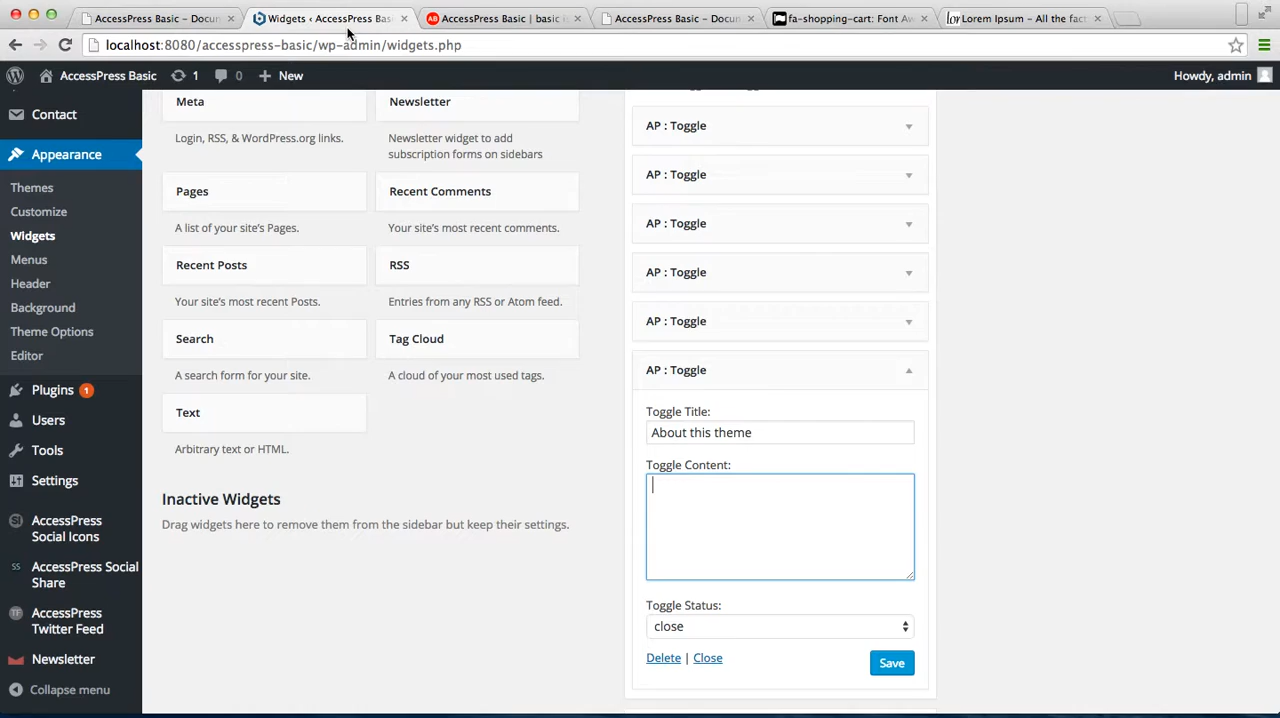 AccessPress Basic – Docum
Widgets ‹ AccessPress Basi
AccessPress Basic | basic i
AccessPress Basic – Docum
fa-shopping-cart: Font Aw
Lorem Ipsum – All the fact
localhost:8080/accesspress-basic/wp-admin/widgets.php
AccessPress Basic 1 0 New
Howdy, admin
Contact
Appearance
Themes
Customize
Widgets
Menus
Header
Background
Theme Options
Editor
Plugins 1
Users
Tools
Settings
AccessPress
Social Icons
AccessPress Social
Share
AccessPress
Twitter Feed
Newsletter
Collapse menu
Meta
Login, RSS, & WordPress.org links.
Newsletter
Newsletter widget to add
subscription forms on sidebars
Pages
A list of your site's Pages.
Recent Comments
Your site's most recent comments.
Recent Posts
Your site's most recent Posts.
RSS
Entries from any RSS or Atom feed.
Search
A search form for your site.
Tag Cloud
A cloud of your most used tags.
Text
Arbitrary text or HTML.
Inactive Widgets
Drag widgets here to remove them from the sidebar but keep their settings.
AP : Toggle
AP : Toggle
AP : Toggle
AP : Toggle
AP : Toggle
AP : Toggle
Toggle Title:
About this theme
Toggle Content:
Toggle Status:
close
Delete | Close
Save